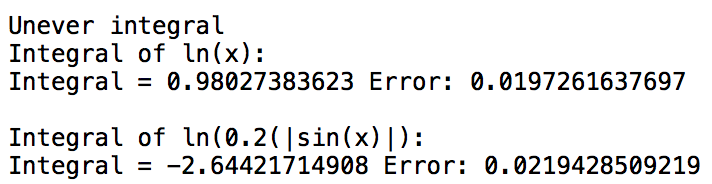 Unever integral
Integral of ln(x):
Integral = 0.98027383623 Error: 0.0197261637697
Integral of ln(0.2(|sin(x)|):
Integral = -2.64421714908 Error: 0.0219428509219